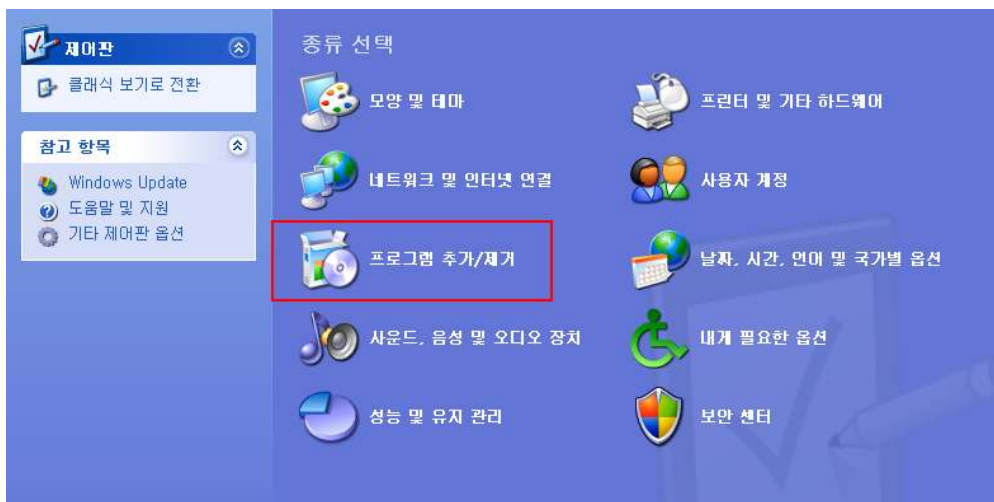 제어판
클래식 보기로 전환
참고 항목
Windows Update
도움말 및 지원
기타 제어판 옵션
종류 선택
모양 및 테마
프린터 및 기타 하드웨어
네트워크 및 인터넷 연결
사용자 계정
프로그램 추가/제거
날짜, 시간, 언어 및 국가별 옵션
사운드, 음성 및 오디오 장치
내게 필요한 옵션
성능 및 유지 관리
보안 센터